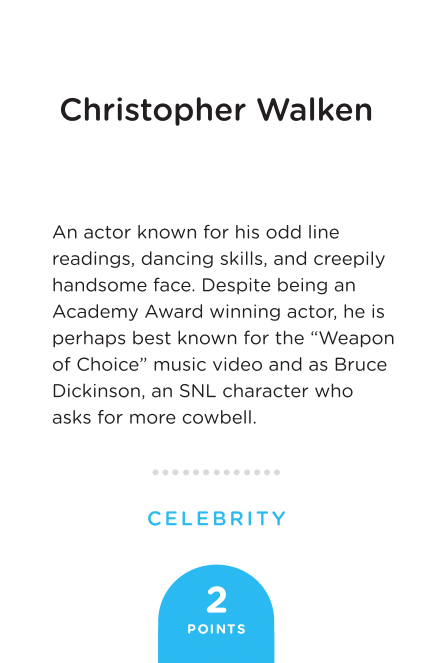 Christopher Walken
An actor known for his odd line
readings, dancing skills, and creepily
handsome face. Despite being an
Academy Award winning actor, he is
perhaps best known for the “Weapon
of Choice” music video and as Bruce
Dickinson, an SNL character who
asks for more cowbell.
CELEBRITY
2
POINTS